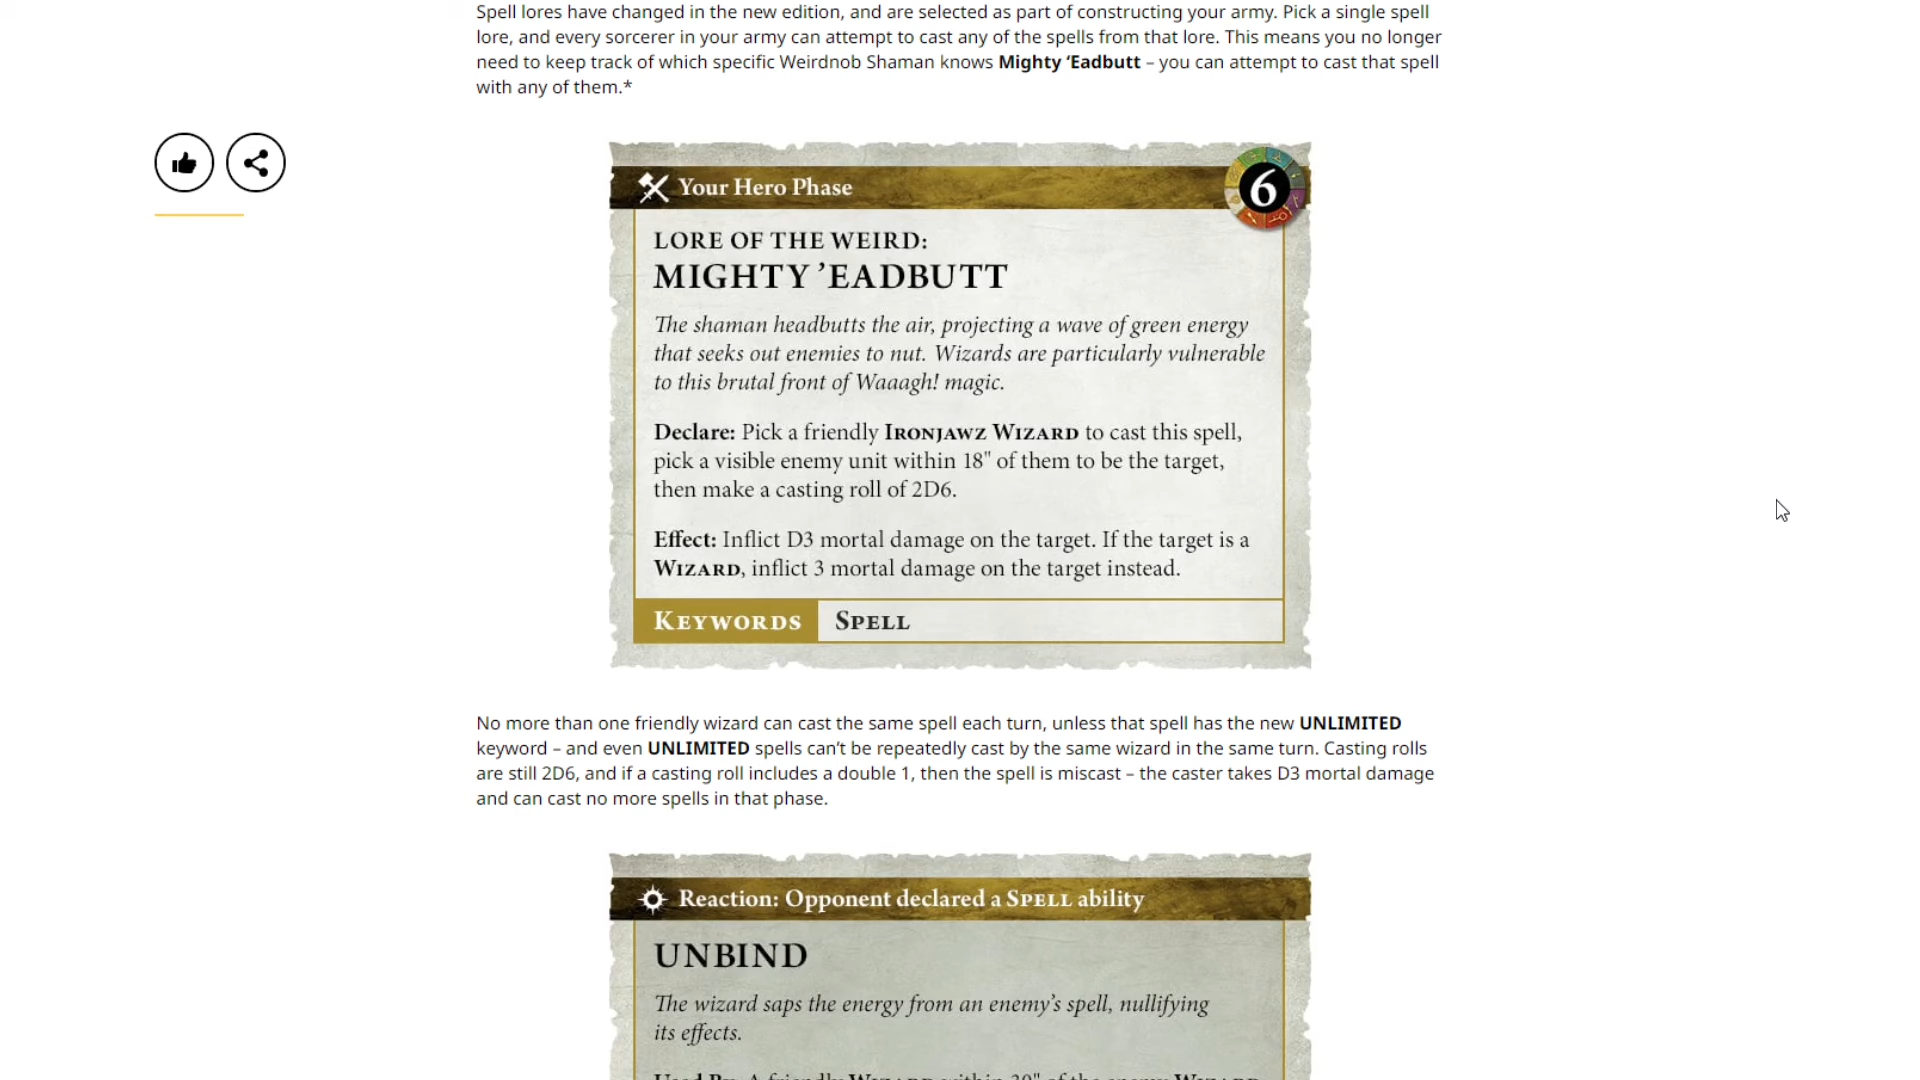 Spell lores have changed in the new edition, and are selected as part of constructing your army. Pick a single spell
lore, and every sorcerer in your army can attempt to cast any of the spells from that lore. This means you no longer
need to keep track of which specific Weirdnob Shaman knows Mighty ‘Eadbutt – you can attempt to cast that spell
with any of them.*
Your Hero Phase
6
LORE OF THE WEIRD:
MIGHTY ’EADBUTT
The shaman headbutts the air, projecting a wave of green energy
that seeks out enemies to nut. Wizards are particularly vulnerable
to this brutal front of Waaagh! magic.
Declare: Pick a friendly IRONJAWZ WIZARD to cast this spell,
pick a visible enemy unit within 18" of them to be the target,
then make a casting roll of 2D6.
Effect: Inflict D3 mortal damage on the target. If the target is a
WIZARD, inflict 3 mortal damage on the target instead.
KEYWORDS SPELL
No more than one friendly wizard can cast the same spell each turn, unless that spell has the new UNLIMITED
keyword – and even UNLIMITED spells can’t be repeatedly cast by the same wizard in the same turn. Casting rolls
are still 2D6, and if a casting roll includes a double 1, then the spell is miscast – the caster takes D3 mortal damage
and can cast no more spells in that phase.
Reaction: Opponent declared a SPELL ability
UNBIND
The wizard saps the energy from an enemy’s spell, nullifying
its effects.
Used By: A friendly WIZARD within 30" of the enemy WIZARD